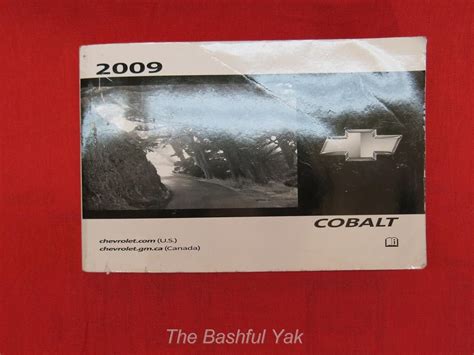 2009
COBALT
chevrolet.com (U.S.)
chevrolet.gm.ca (Canada)
The Bashful Yak